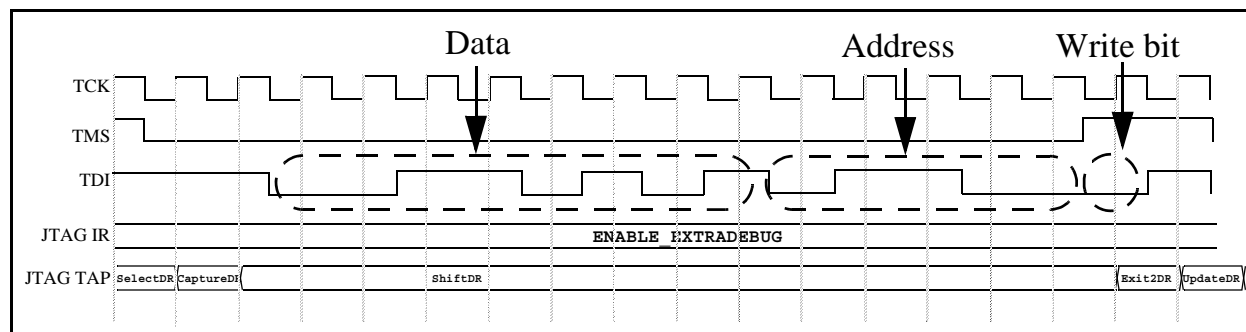 Data Address Write bit
TCK
TMS
TDI
JTAG IR ENABLE_EXTRADEBUG
JTAG TAP SelectDR CaptureDR ShiftDR Exit2DR UpdateDR